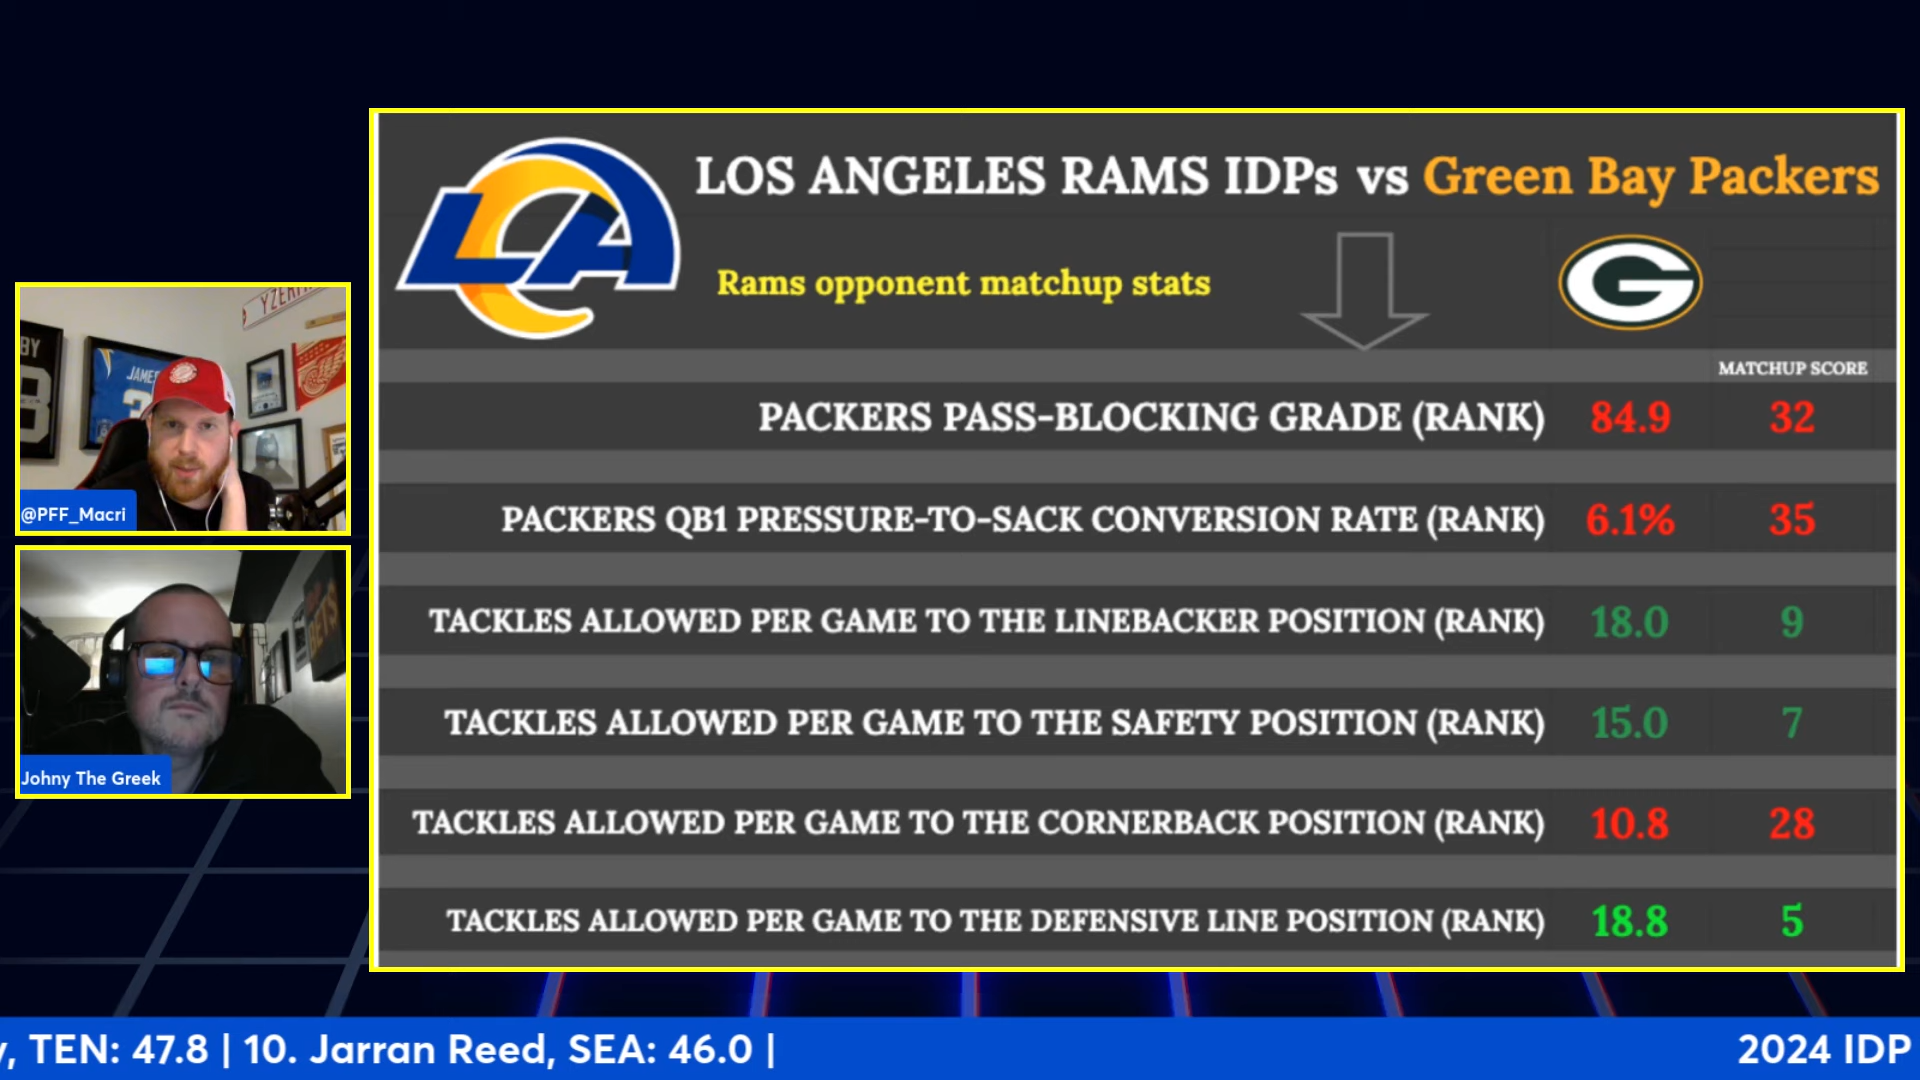 LOS ANGELES RAMS IDPs vs Green Bay Packers
Rams opponent matchup stats
G
MATCHUP SCORE
PACKERS PASS-BLOCKING GRADE (RANK) 84.9 32
PACKERS QB1 PRESSURE-TO-SACK CONVERSION RATE (RANK) 6.1% 35
TACKLES ALLOWED PER GAME TO THE LINEBACKER POSITION (RANK) 18.0 9
TACKLES ALLOWED PER GAME TO THE SAFETY POSITION (RANK) 15.0 7
TACKLES ALLOWED PER GAME TO THE CORNERBACK POSITION (RANK) 10.8 28
TACKLES ALLOWED PER GAME TO THE DEFENSIVE LINE POSITION (RANK) 18.8 5
LA
BY
JAMES
@PFF_Macri
BETS
Johny The Greek
, TEN: 47.8 | 10. Jarran Reed, SEA: 46.0 |
2024 IDP